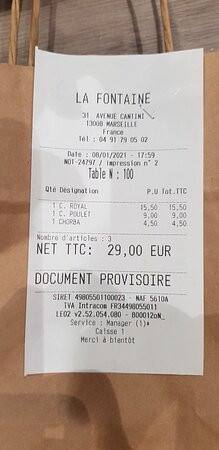 LA FONTAINE
31 AVENUE CANTINI
13008 MARSEILLE
France
Tél : 04 91 79 05 02
Date : 08/01/2021 - 17:59
NOT-24797 / Impression n° 2
Table N : 100
Qté Désignation P.U Tot.TTC
1 C. ROYAL 15,50 15,50
1 C. POULET 9,00 9,00
1 CHORBA 4,50 4,50
Nombre d'articles : 3
NET TTC: 29,00 EUR
DOCUMENT PROVISOIRE
SIRET 49805501100023 - NAF 5610A
TVA Intracom FR34498055011
LEO2 v2.52.054.080 - B00012oN_
Service : Manager (1)*
Caisse 1
Merci à bientôt